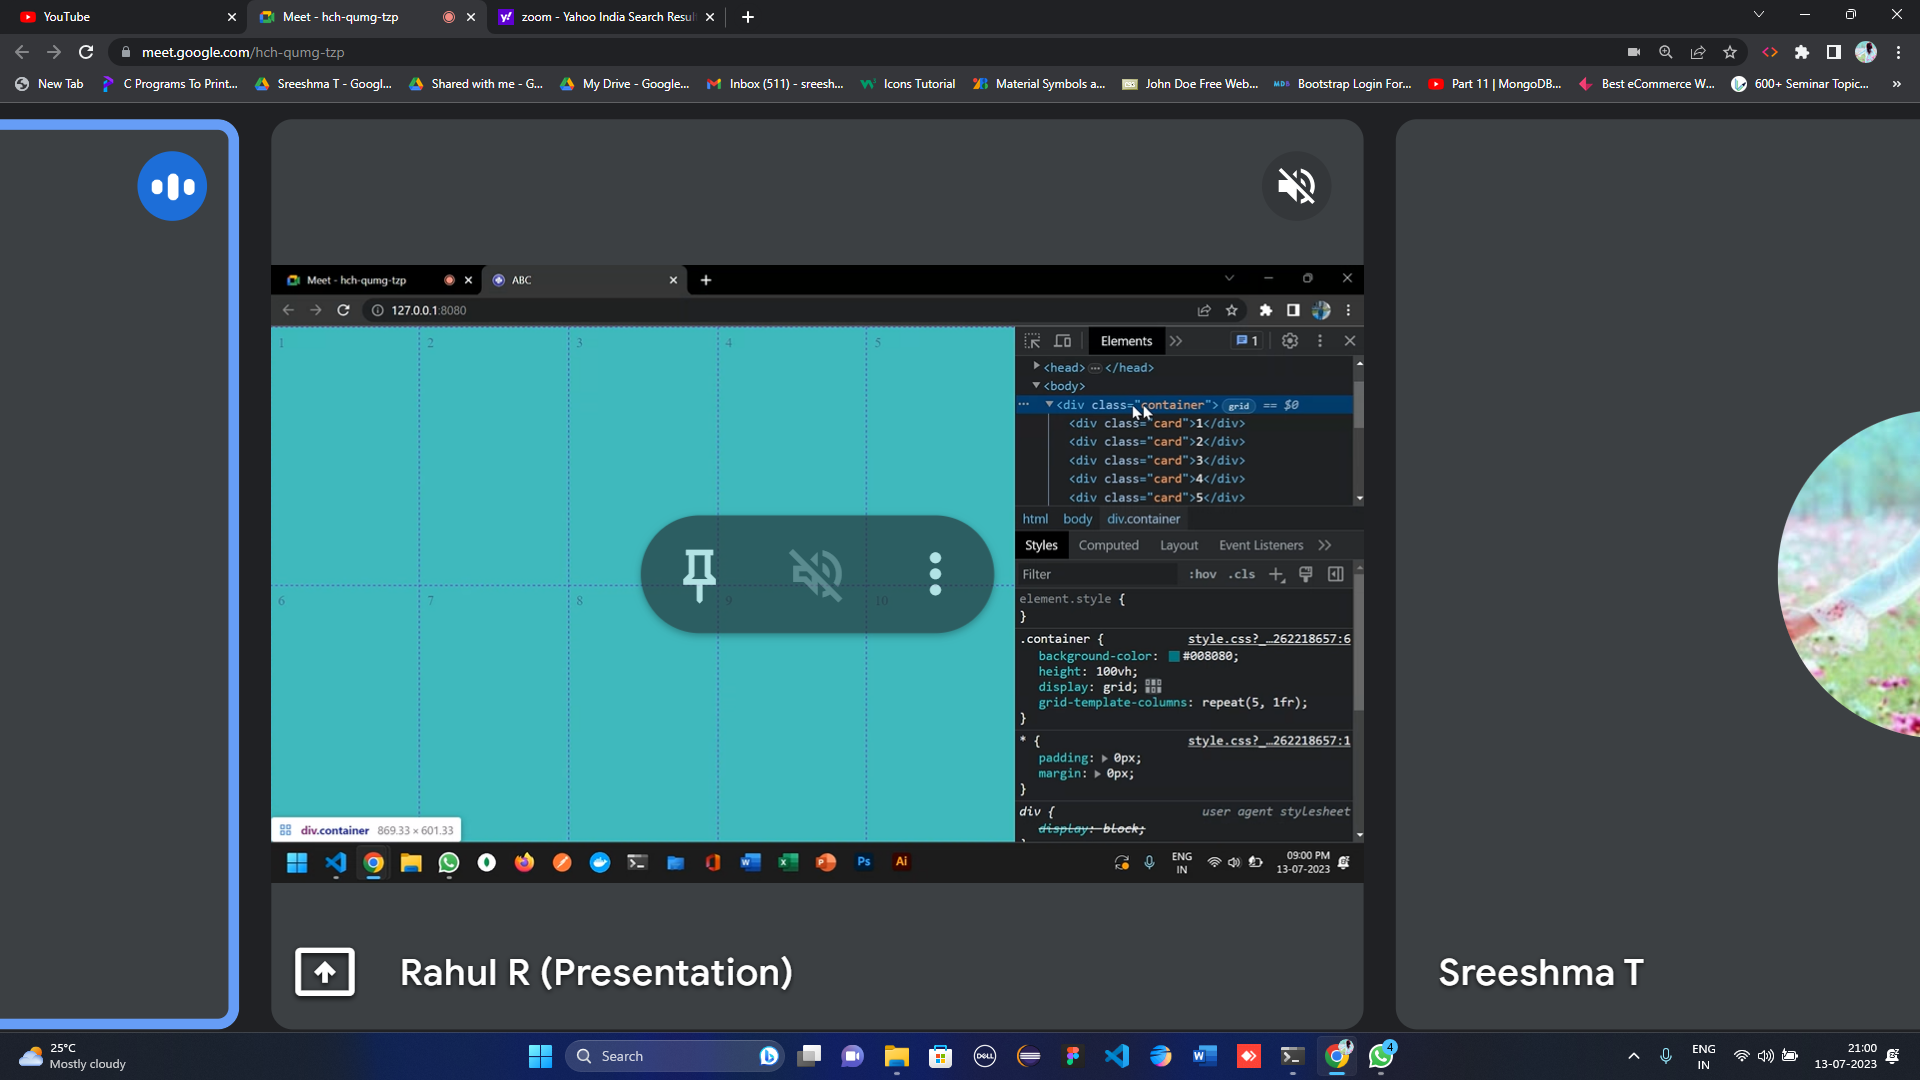 YouTube
Meet - hch-qumg-tzp
zoom - Yahoo India Search Resul
meet.google.com/hch-qumg-tzp
New Tab
C Programs To Print...
Sreeshma T - Googl...
Shared with me - G...
My Drive - Google...
Inbox (511) - sreesh...
Icons Tutorial
Material Symbols a...
John Doe Free Web...
Bootstrap Login For...
Part 11 | MongoDB...
Best eCommerce W...
600+ Seminar Topic...
Meet - hch-qumg-tzp
ABC
127.0.0.1:8080
1
2
3
4
5
6
7
8
9
10
div.container 869.33 × 601.33
Elements
1
<head> ... </head>
<body>
... <div class="container"> grid == $0
<div class="card">1</div>
<div class="card">2</div>
<div class="card">3</div>
<div class="card">4</div>
<div class="card">5</div>
html body div.container
Styles Computed Layout Event Listeners
Filter :hov .cls
element.style {
}
.container { style.css?_…262218657:6
background-color: #008080;
height: 100vh;
display: grid;
grid-template-columns: repeat(5, 1fr);
}
* { style.css?_…262218657:1
padding: 0px;
margin: 0px;
}
div { user agent stylesheet
display: block;
ENG
IN
09:00 PM
13-07-2023
Ps
Ai
Rahul R (Presentation)
Sreeshma T
25°C
Mostly cloudy
Search
DELL
4
ENG
IN
21:00
13-07-2023